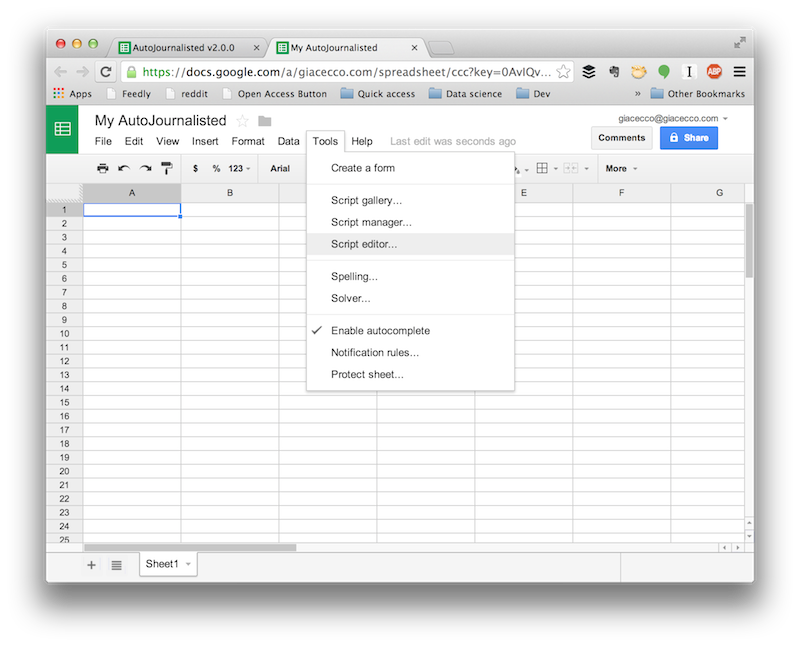 AutoJournalisted v2.0.0 × My AutoJournalisted ×
https://docs.google.com/a/giacecco.com/spreadsheet/ccc?key=0AvIQv... ABP
Apps Feedly reddit Open Access Button Quick access Data science Dev » Other Bookmarks
My AutoJournalisted giacecco@giacecco.com
File Edit View Insert Format Data Tools Help Last edit was seconds ago Comments Share
$ % 123 Arial More
Create a form
Script gallery...
Script manager...
Script editor...
Spelling...
Solver...
Enable autocomplete
Notification rules...
Protect sheet...
A B E F G
1
2
3
4
5
6
7
8
9
10
11
12
13
14
15
16
17
18
19
20
21
22
23
24
25
+ Sheet1